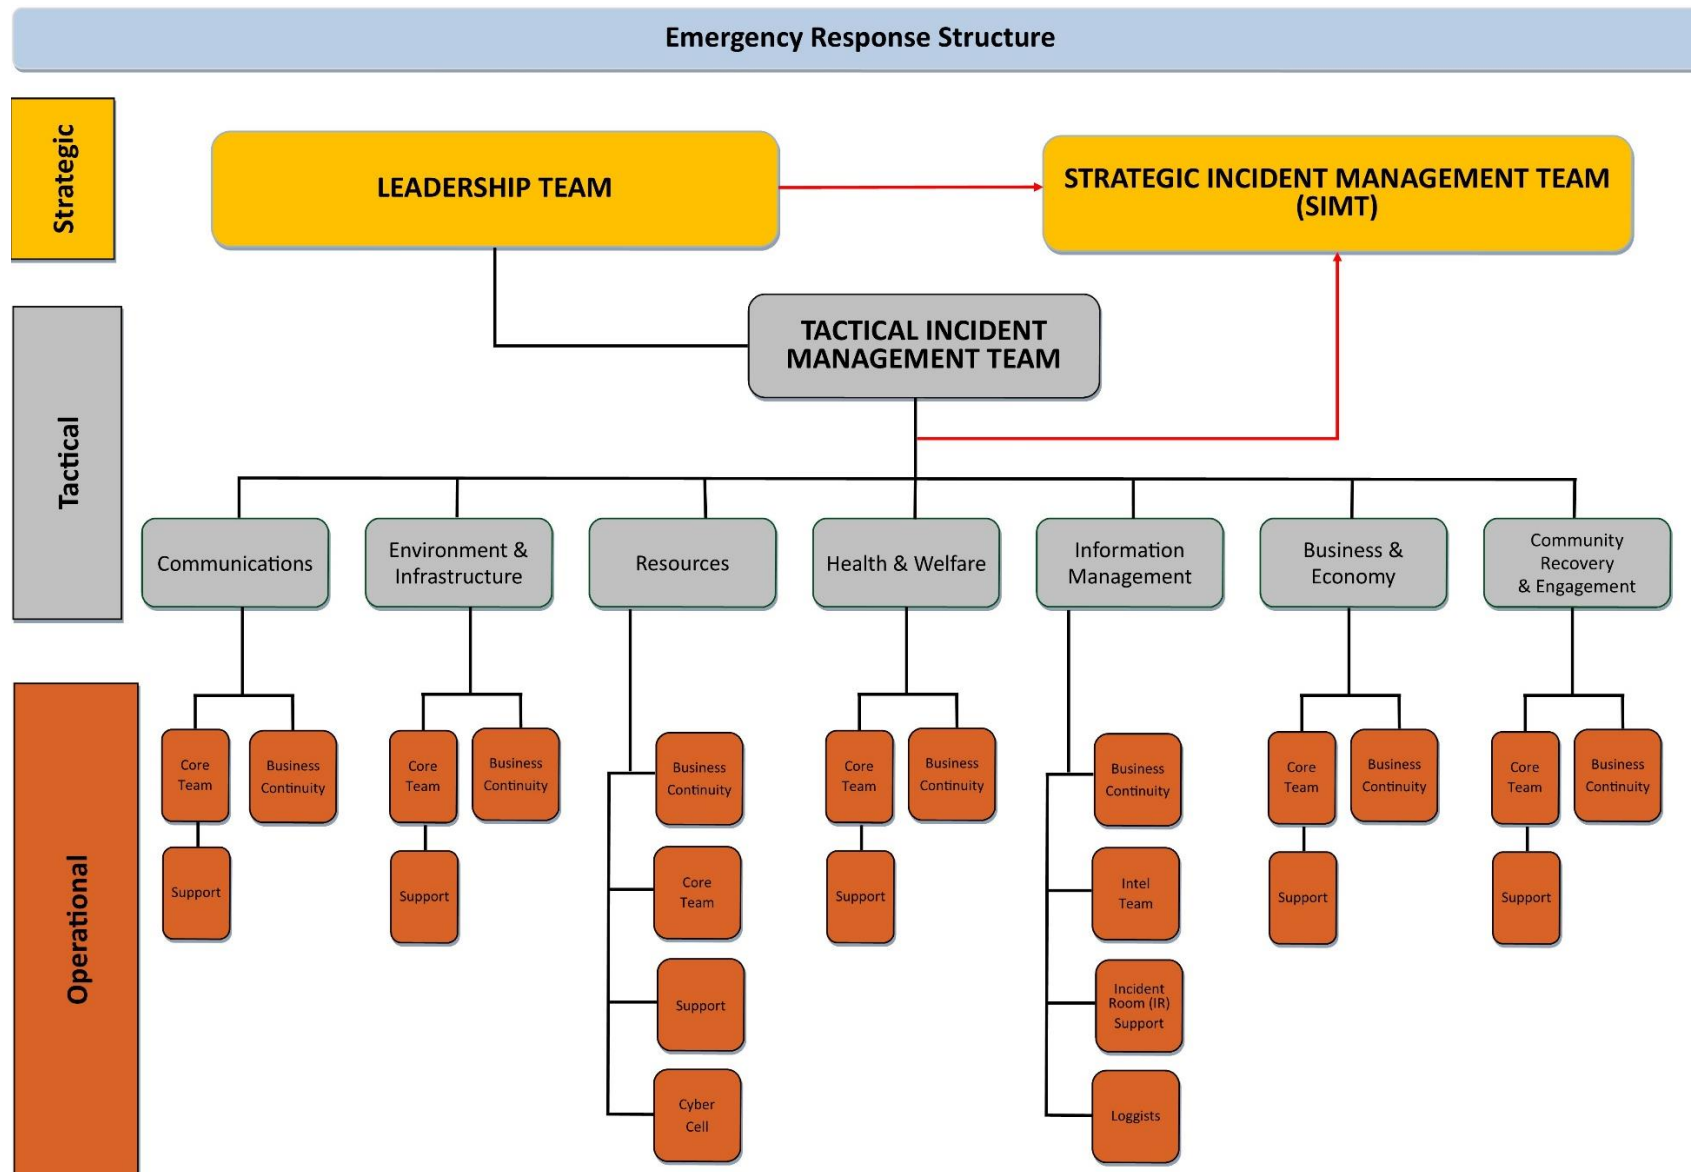 Emergency Response Structure
Strategic
LEADERSHIP TEAM
STRATEGIC INCIDENT MANAGEMENT TEAM
(SIMT)
Tactical
TACTICAL INCIDENT
MANAGEMENT TEAM
Communications
Environment &
Infrastructure
Resources
Health & Welfare
Information
Management
Business &
Economy
Community
Recovery
& Engagement
Operational
Core
Team
Business
Continuity
Support
Core
Team
Business
Continuity
Support
Business
Continuity
Core
Team
Support
Cyber
Cell
Core
Team
Business
Continuity
Support
Business
Continuity
Intel
Team
Incident
Room (IR)
Support
Loggists
Core
Team
Business
Continuity
Support
Core
Team
Business
Continuity
Support